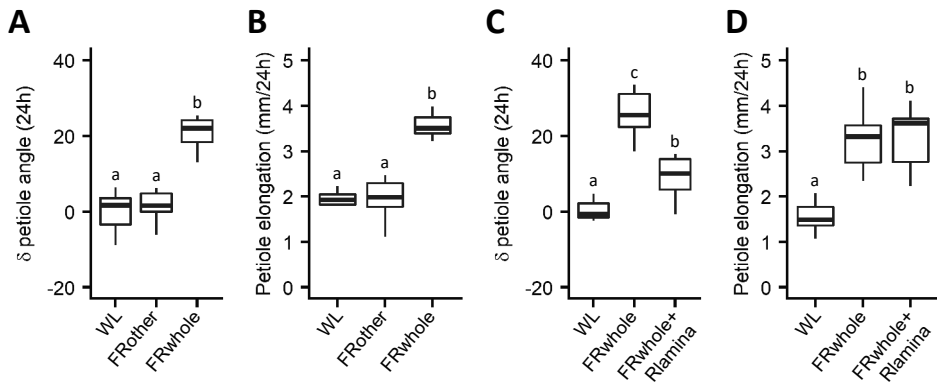 A
δ petiole angle (24h)
40
20
0
-20
a
a
b
WL
FRother
FRwhole
B
Petiole elongation (mm/24h)
5
4
3
2
1
0
a
a
b
WL
FRother
FRwhole
C
δ petiole angle (24h)
40
20
0
-20
a
c
b
WL
FRwhole
FRwhole+
Rlamina
D
Petiole elongation (mm/24h)
5
4
3
2
1
0
a
b
b
WL
FRwhole
FRwhole+
Rlamina